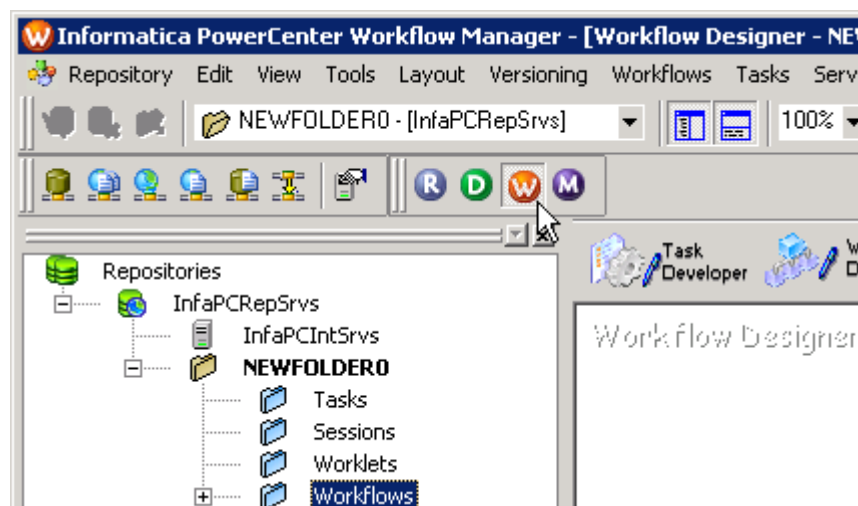 Informatica PowerCenter Workflow Manager - [Workflow Designer - NE
Repository Edit View Tools Layout Versioning Workflows Tasks Serv
NEWFOLDER0 - [InfaPCRepSrvs] 100%
R D W M
Task
Developer
W
D
Repositories
InfaPCRepSrvs
InfaPCIntSrvs
Workflow Designer
NEWFOLDER0
Tasks
Sessions
Worklets
Workflows